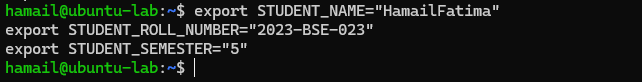 hamail@ubuntu-lab:~$ export STUDENT_NAME="HamailFatima"
export STUDENT_ROLL_NUMBER="2023-BSE-023"
export STUDENT_SEMESTER="5"
hamail@ubuntu-lab:~$